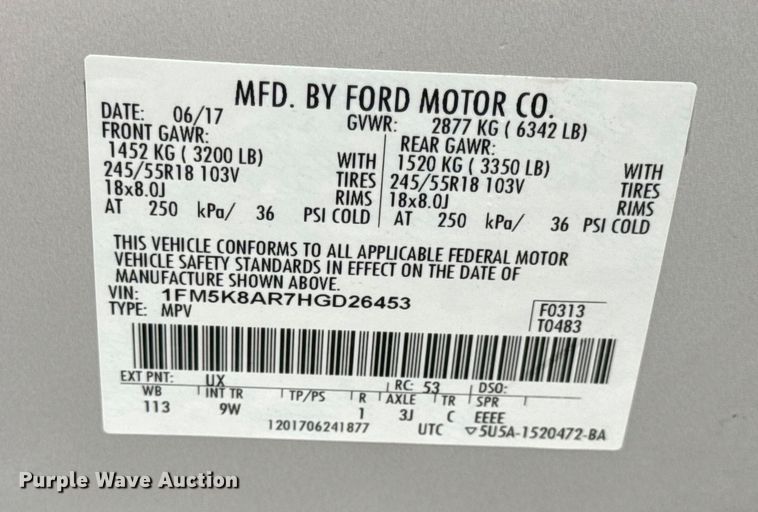 MFD. BY FORD MOTOR CO.
DATE: 06/17 GVWR: 2877 KG ( 6342 LB)
FRONT GAWR: REAR GAWR:
1452 KG ( 3200 LB) WITH 1520 KG ( 3350 LB) WITH
245/55R18 103V TIRES 245/55R18 103V TIRES
18x8.0J RIMS 18x8.0J RIMS
AT 250 kPa/ 36 PSI COLD AT 250 kPa/ 36 PSI COLD
THIS VEHICLE CONFORMS TO ALL APPLICABLE FEDERAL MOTOR
VEHICLE SAFETY STANDARDS IN EFFECT ON THE DATE OF
MANUFACTURE SHOWN ABOVE.
VIN: 1FM5K8AR7HGD26453 F0313
TYPE: MPV T0483
EXT PNT: UX RC: 53 DSO:
WB INT TR TP/PS R AXLE TR SPR
113 9W 1 3J C EEEE
1201706241877 UTC ▽5U5A-1520472-BA
Purple Wave Auction